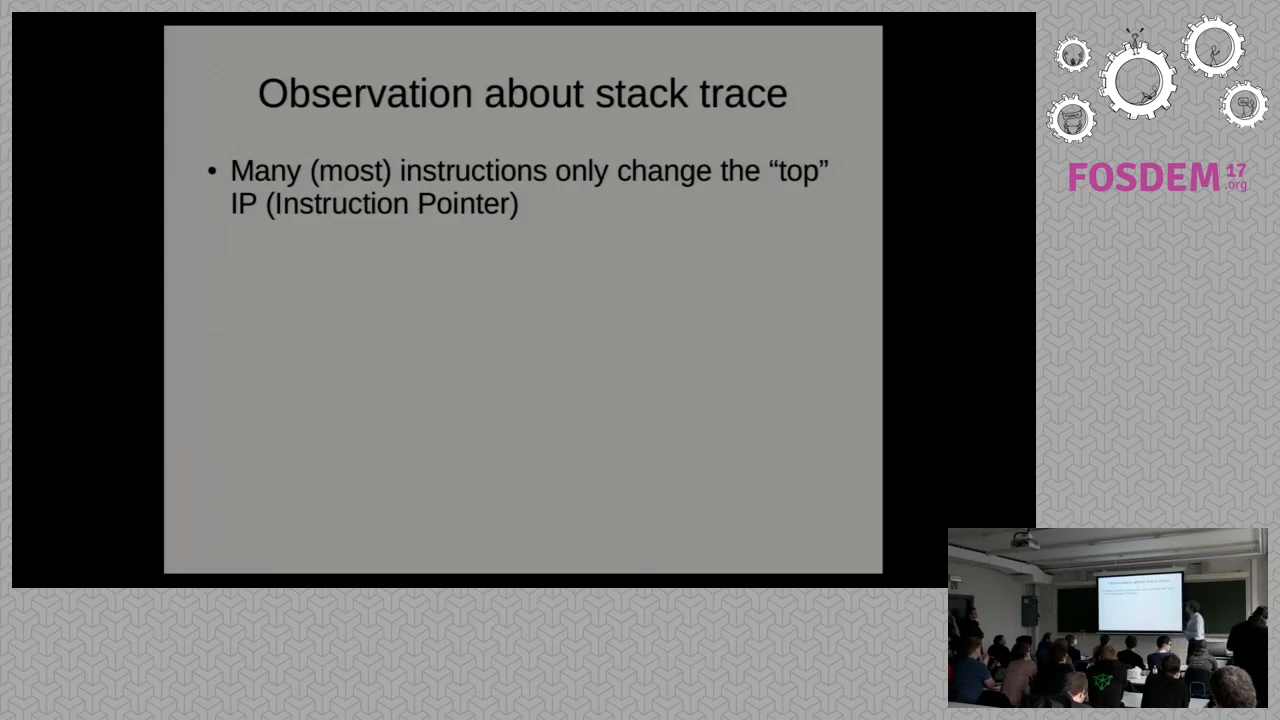 Observation about stack trace
• Many (most) instructions only change the “top”
IP (Instruction Pointer)
FOSDEM 17
.org